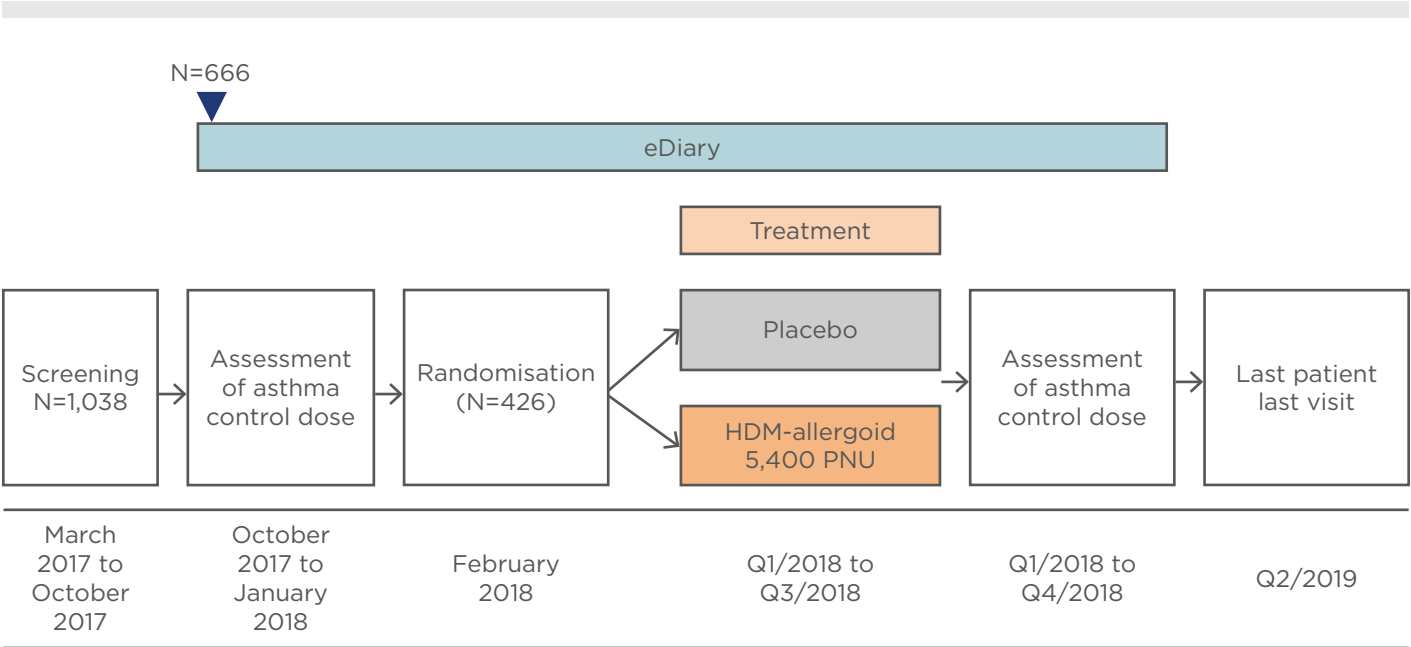 N=666
eDiary
Treatment
Screening
N=1,038
Assessment
of asthma
control dose
Randomisation
(N=426)
Placebo
HDM-allergoid
5,400 PNU
Assessment
of asthma
control dose
Last patient
last visit
March
2017 to
October
2017
October
2017 to
January
2018
February
2018
Q1/2018 to
Q3/2018
Q1/2018 to
Q4/2018
Q2/2019